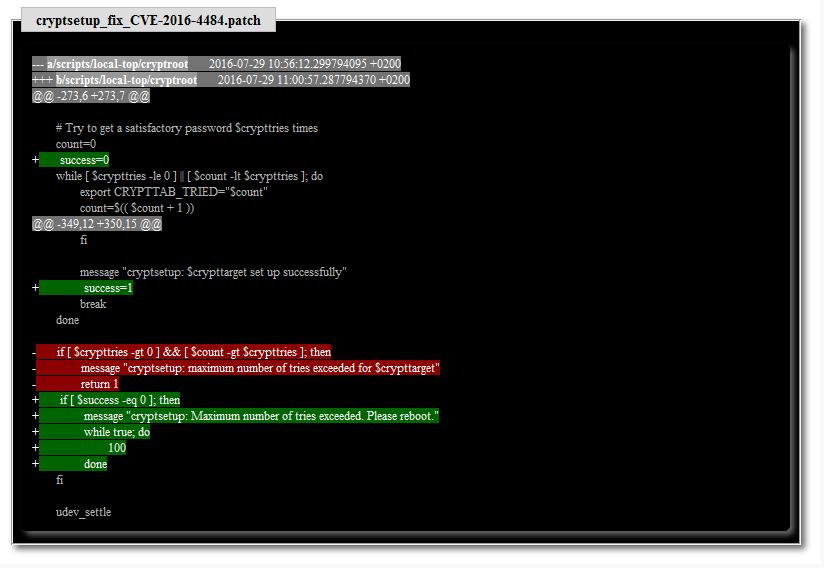 cryptsetup_fix_CVE-2016-4484.patch
--- a/scripts/local-top/cryptroot 2016-07-29 10:56:12.299794095 +0200
+++ b/scripts/local-top/cryptroot 2016-07-29 11:00:57.287794370 +0200
@@ -273,6 +273,7 @@
# Try to get a satisfactory password $crypttries times
count=0
+ success=0
while [ $crypttries -le 0 ] || [ $count -lt $crypttries ]; do
export CRYPTTAB_TRIED="$count"
count=$(( $count + 1 ))
@@ -349,12 +350,15 @@
fi
message "cryptsetup: $crypttarget set up successfully"
+ success=1
break
done
- if [ $crypttries -gt 0 ] && [ $count -gt $crypttries ]; then
- message "cryptsetup: maximum number of tries exceeded for $crypttarget"
- return 1
+ if [ $success -eq 0 ]; then
+ message "cryptsetup: Maximum number of tries exceeded. Please reboot."
+ while true; do
+ 100
+ done
fi
udev_settle